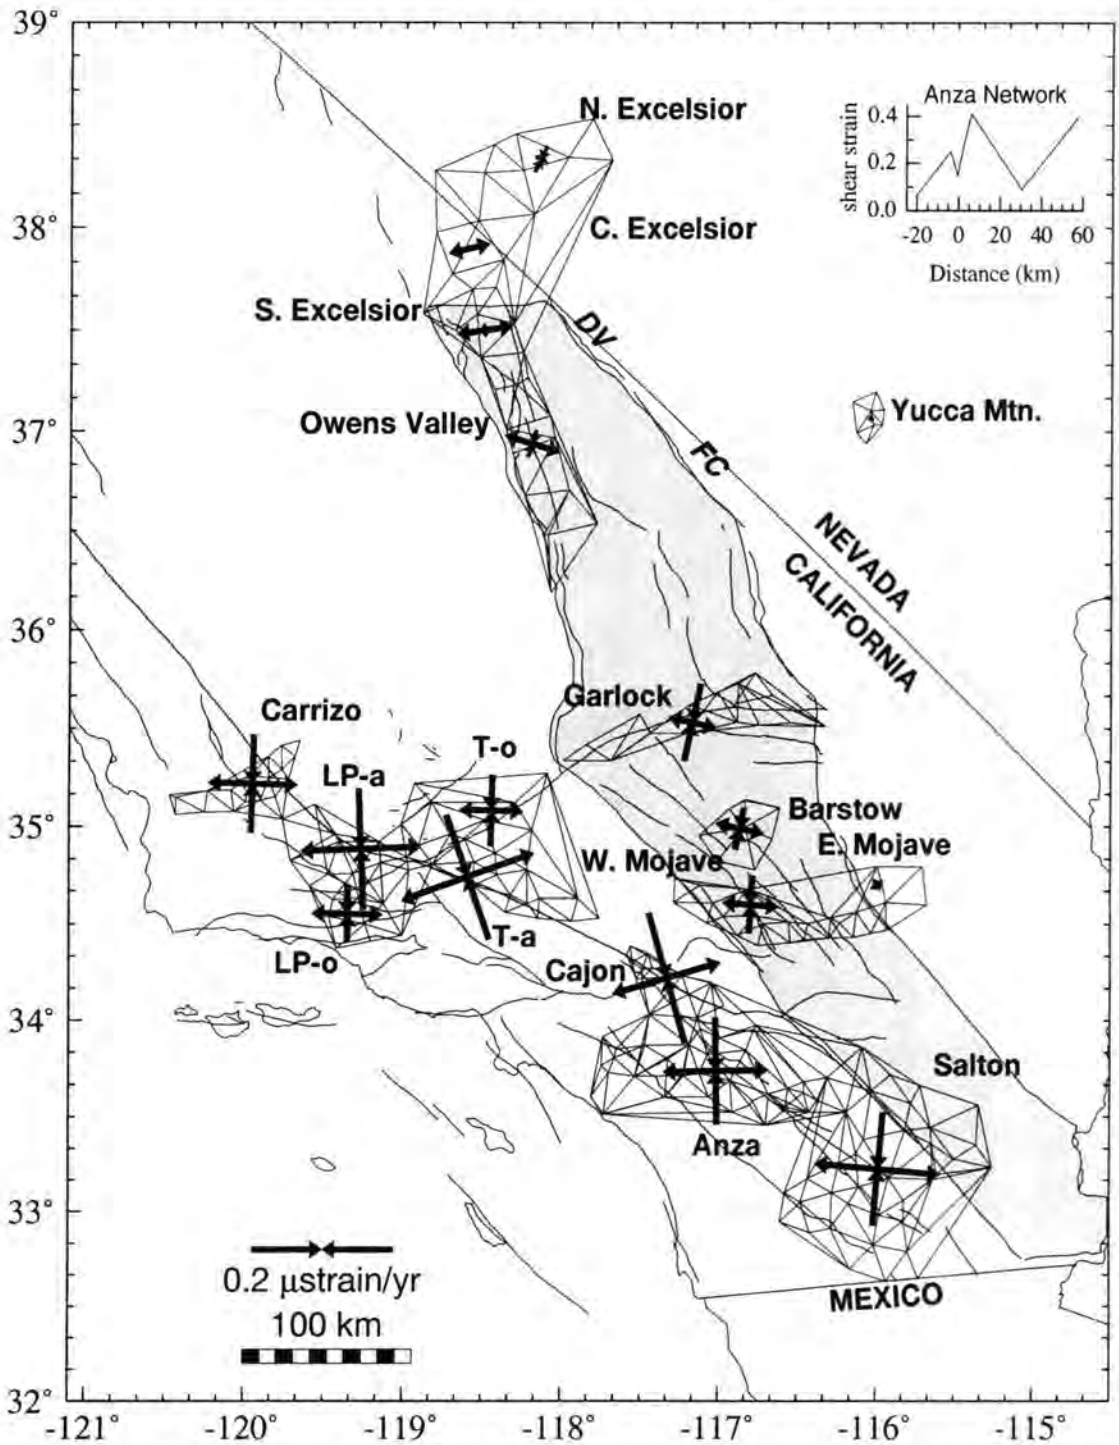 39°
N. Excelsior
Anza Network
shear strain
0.4
0.2
0.0
-20 0 20 40 60
Distance (km)
38°
C. Excelsior
S. Excelsior
DV
Owens Valley
Yucca Mtn.
37°
FC
NEVADA
CALIFORNIA
36°
Garlock
Carrizo
T-o
LP-a
Barstow
35°
W. Mojave
E. Mojave
T-a
LP-o
Cajon
34°
Salton
Anza
33°
0.2 µstrain/yr
MEXICO
100 km
32°
-121° -120° -119° -118° -117° -116° -115°